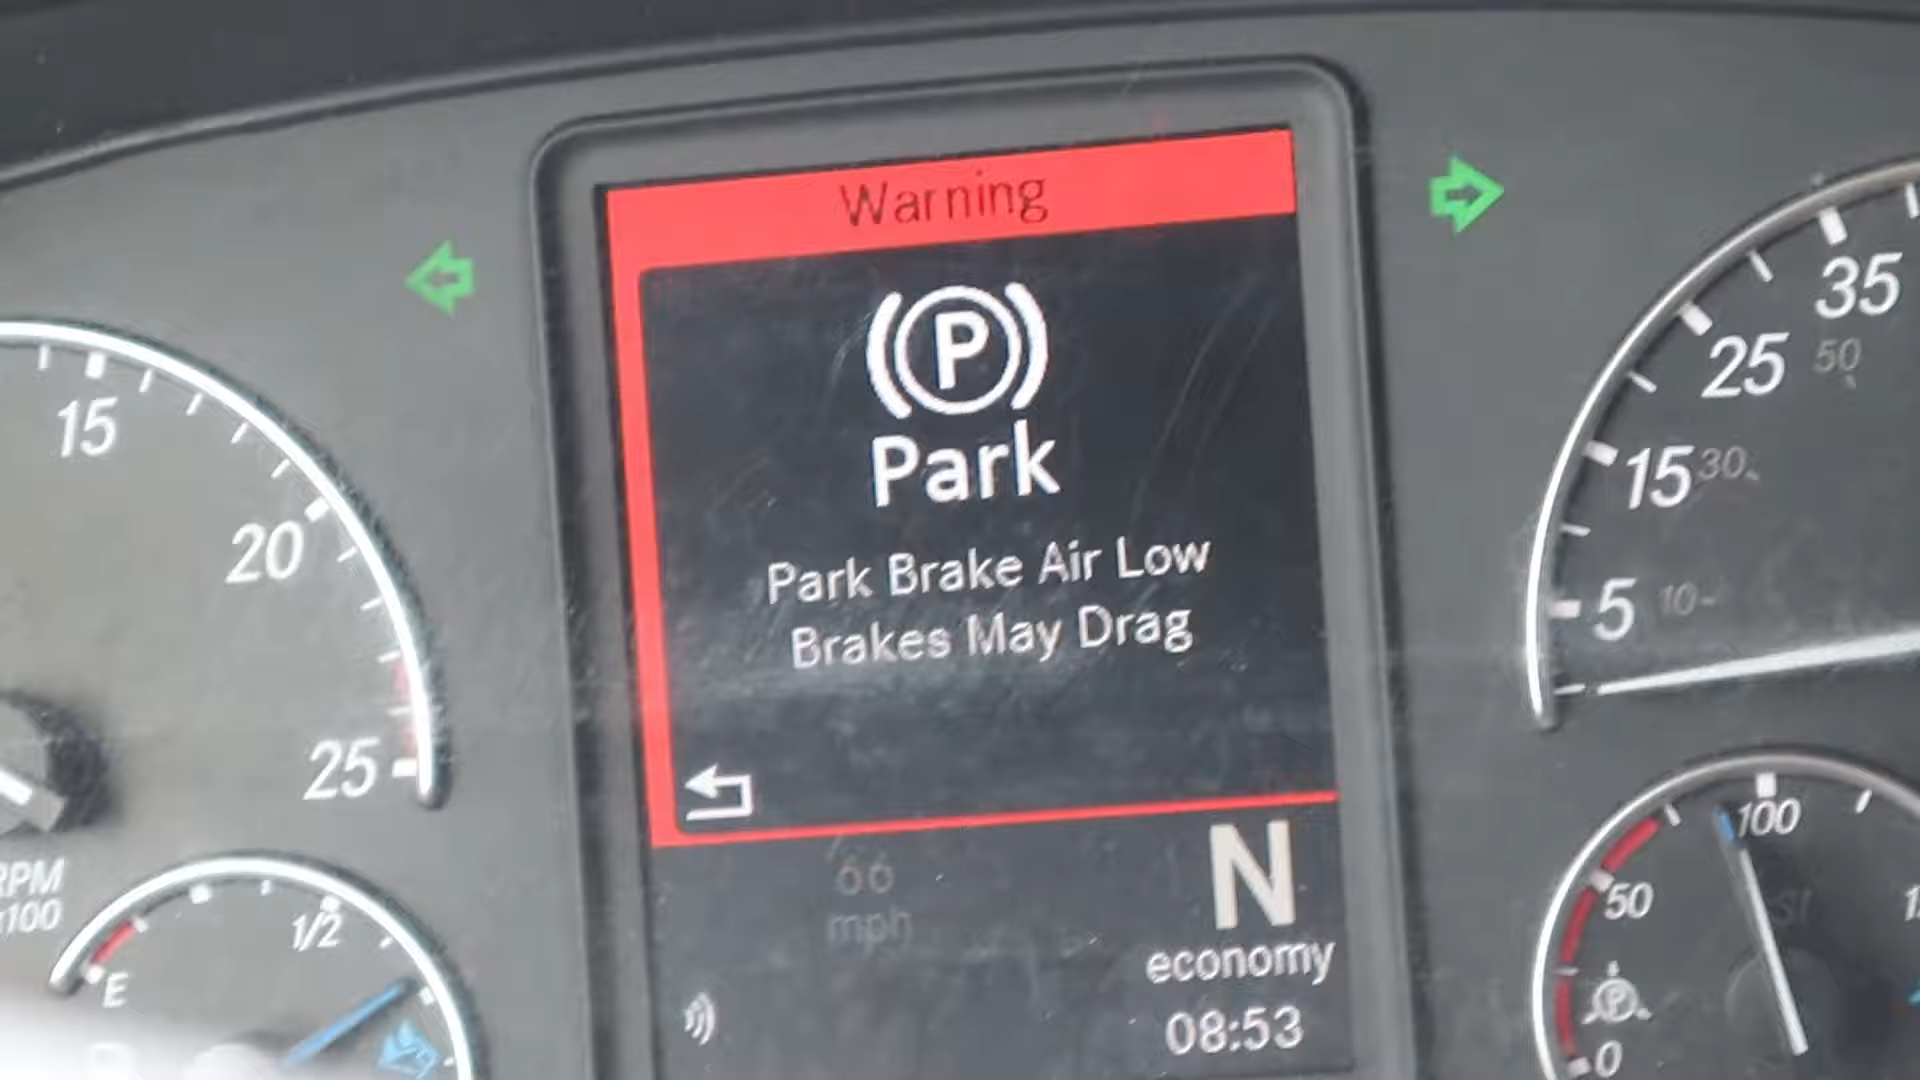 Warning
P
Park
Park Brake Air Low
Brakes May Drag
66
mph
N
economy
08:53
15
20
25
RPM
x100
E
1/2
35
25
50
15
30
5
10
100
50
P
0